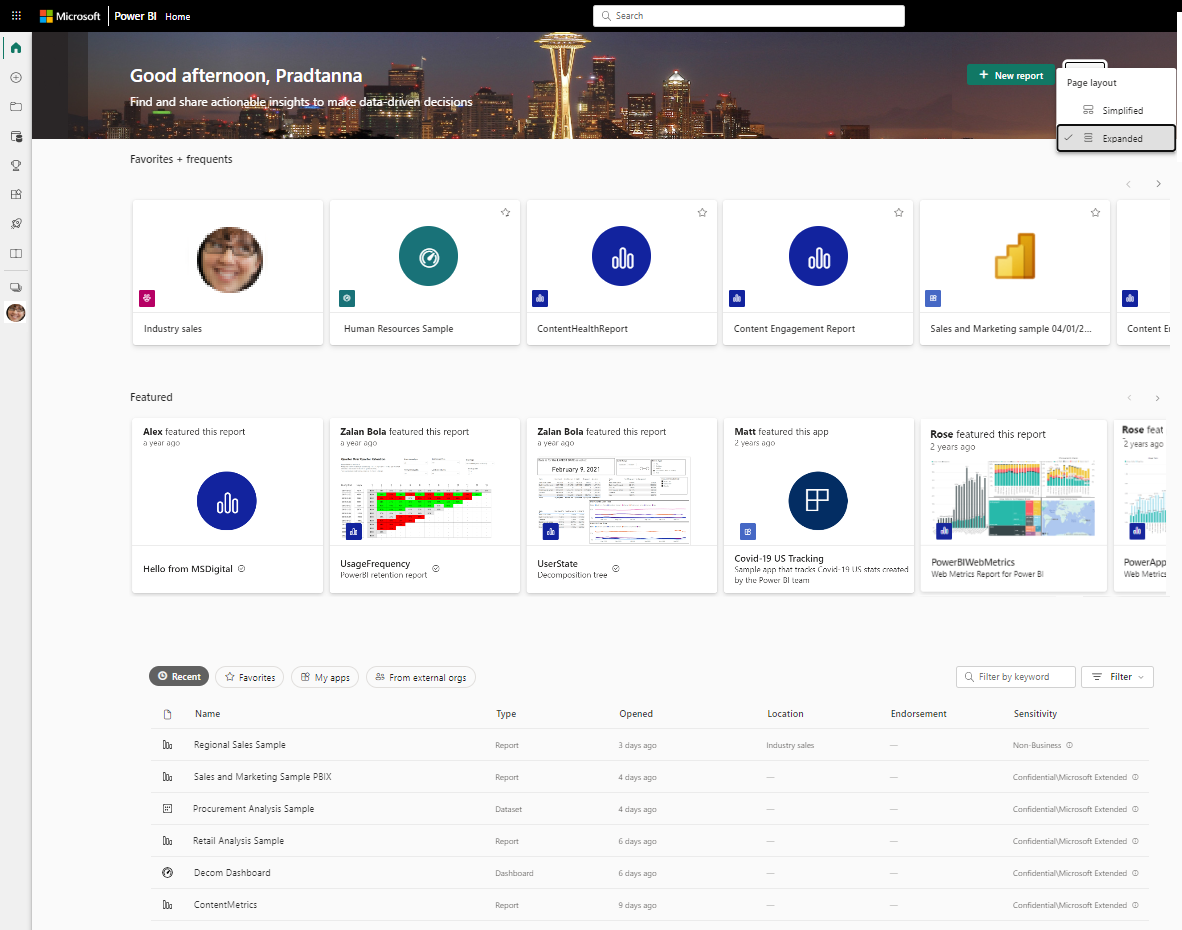 Microsoft Power BI Home
Search
Good afternoon, Pradtanna
Find and share actionable insights to make data-driven decisions
New report
Page layout
Simplified
Expanded
Favorites + frequents
Industry sales
Human Resources Sample
ContentHealthReport
Content Engagement Report
Sales and Marketing sample 04/01/2...
Content E
Featured
Alex featured this report
a year ago
Hello from MSDigital
Zalan Bola featured this report
a year ago
UsageFrequency
PowerBI retention report
Zalan Bola featured this report
a year ago
February 9, 2021
UserState
Decomposition tree
Matt featured this app
2 years ago
Covid-19 US Tracking
Sample app that tracks Covid-19 US stats created
by the Power BI team
Rose featured this report
2 years ago
PowerBIWebMetrics
Web Metrics Report for Power BI
Rose feat
2 years ago
PowerApp
Web Metrics
Recent Favorites My apps From external orgs Filter by keyword Filter
Name Type Opened Location Endorsement Sensitivity
Regional Sales Sample Report 3 days ago Industry sales — Non-Business
Sales and Marketing Sample PBIX Report 4 days ago — — Confidential\Microsoft Extended
Procurement Analysis Sample Dataset 4 days ago — — Confidential\Microsoft Extended
Retail Analysis Sample Report 6 days ago — — Confidential\Microsoft Extended
Decom Dashboard Dashboard 6 days ago — — Confidential\Microsoft Extended
ContentMetrics Report 9 days ago — — Confidential\Microsoft Extended